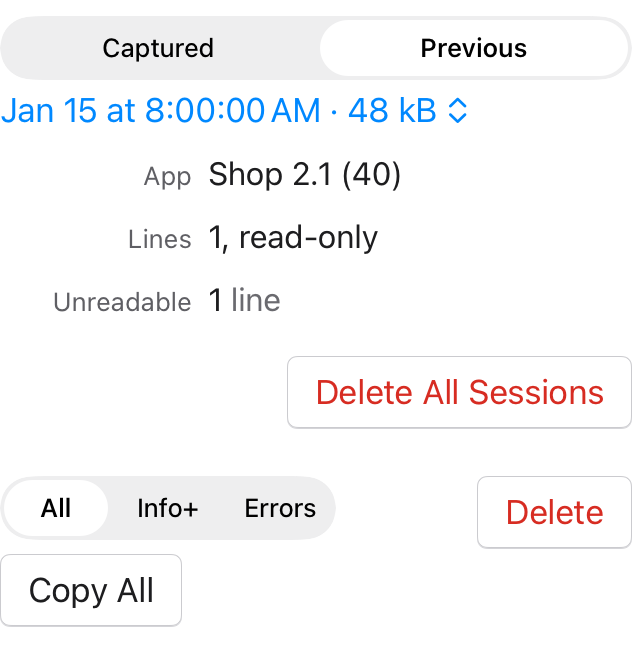 Captured Previous
Jan 15 at 8:00:00 AM · 48 kB
App Shop 2.1 (40)
Lines 1, read-only
Unreadable 1 line
Delete All Sessions
All Info+ Errors Delete
Copy All